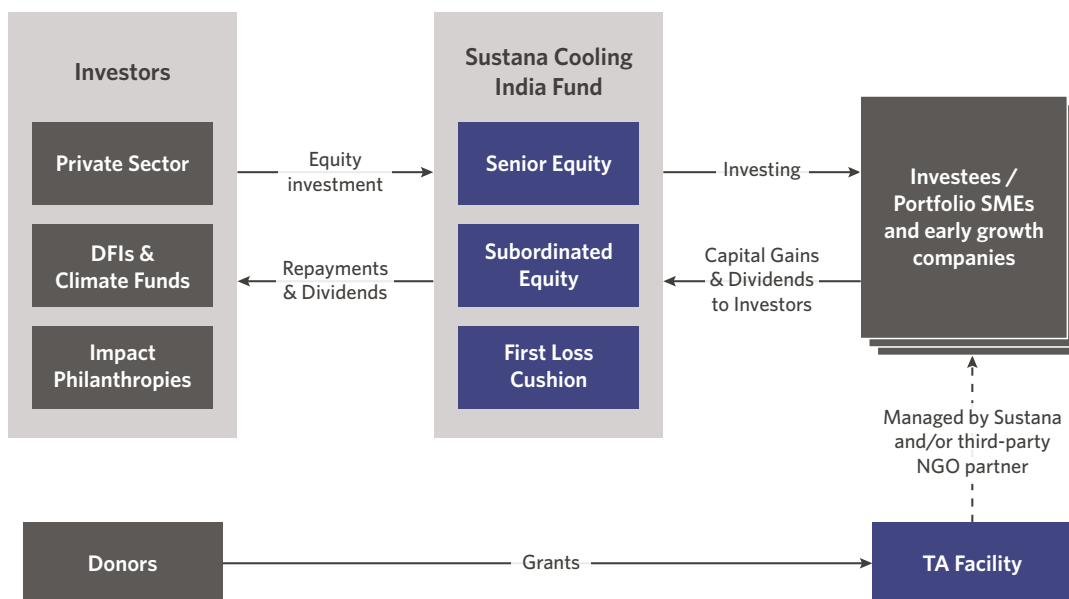 Investors
Private Sector
DFIs &
Climate Funds
Impact
Philanthropies
Equity
investment
Repayments
& Dividends
Sustana Cooling
India Fund
Senior Equity
Subordinated
Equity
First Loss
Cushion
Investing
Capital Gains
& Dividends
to Investors
Investees /
Portfolio SMEs
and early growth
companies
Managed by Sustana
and/or third-party
NGO partner
Donors
Grants
TA Facility